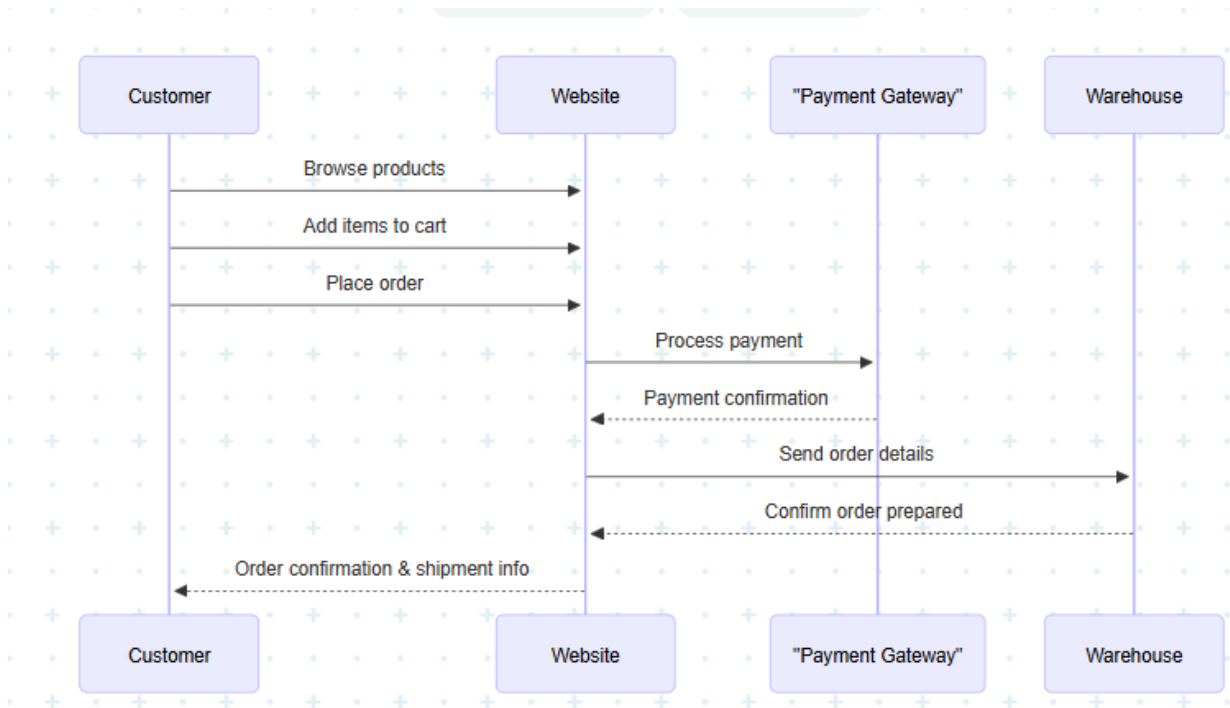 Customer
Website
"Payment Gateway"
Warehouse
Browse products
Add items to cart
Place order
Process payment
Payment confirmation
Send order details
Confirm order prepared
Order confirmation & shipment info
Customer
Website
"Payment Gateway"
Warehouse